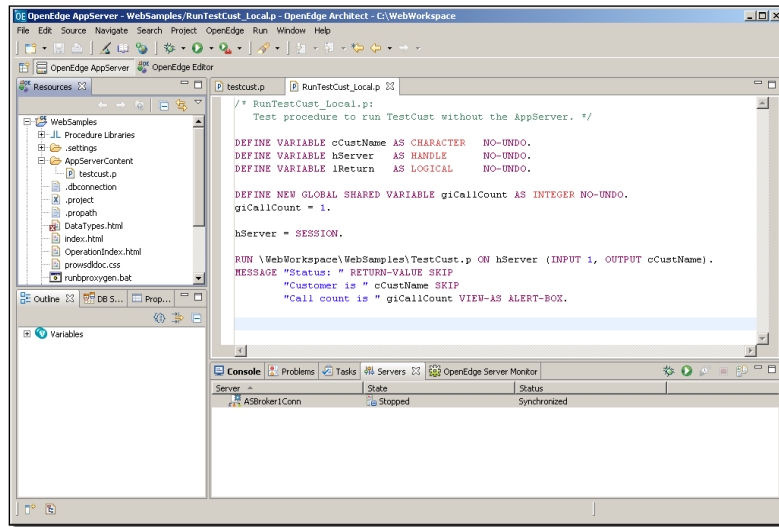 OpenEdge AppServer - WebSamples/RunTestCust_Local.p - OpenEdge Architect - C:\WebWorkspace
File Edit Source Navigate Search Project OpenEdge Run Window Help
OpenEdge AppServer OpenEdge Editor
Resources
WebSamples
Procedure Libraries
.settings
AppServerContent
testcust.p
.dbconnection
.project
.propath
DataTypes.html
index.html
OperationIndex.html
prowsdldoc.css
runbproxygen.bat
Outline DB S... Prop...
Variables
testcust.p RunTestCust_Local.p
/* RunTestCust_Local.p:
Test procedure to run TestCust without the AppServer. */
DEFINE VARIABLE cCustName AS CHARACTER NO-UNDO.
DEFINE VARIABLE hServer AS HANDLE NO-UNDO.
DEFINE VARIABLE lReturn AS LOGICAL NO-UNDO.
DEFINE NEW GLOBAL SHARED VARIABLE giCallCount AS INTEGER NO-UNDO.
giCallCount = 1.
hServer = SESSION.
RUN \WebWorkspace\WebSamples\TestCust.p ON hServer (INPUT 1, OUTPUT cCustName).
MESSAGE "Status: " RETURN-VALUE SKIP
"Customer is " cCustName SKIP
"Call count is " giCallCount VIEW-AS ALERT-BOX.
Console Problems Tasks Servers OpenEdge Server Monitor
Server State Status
ASBroker1Conn Stopped Synchronized